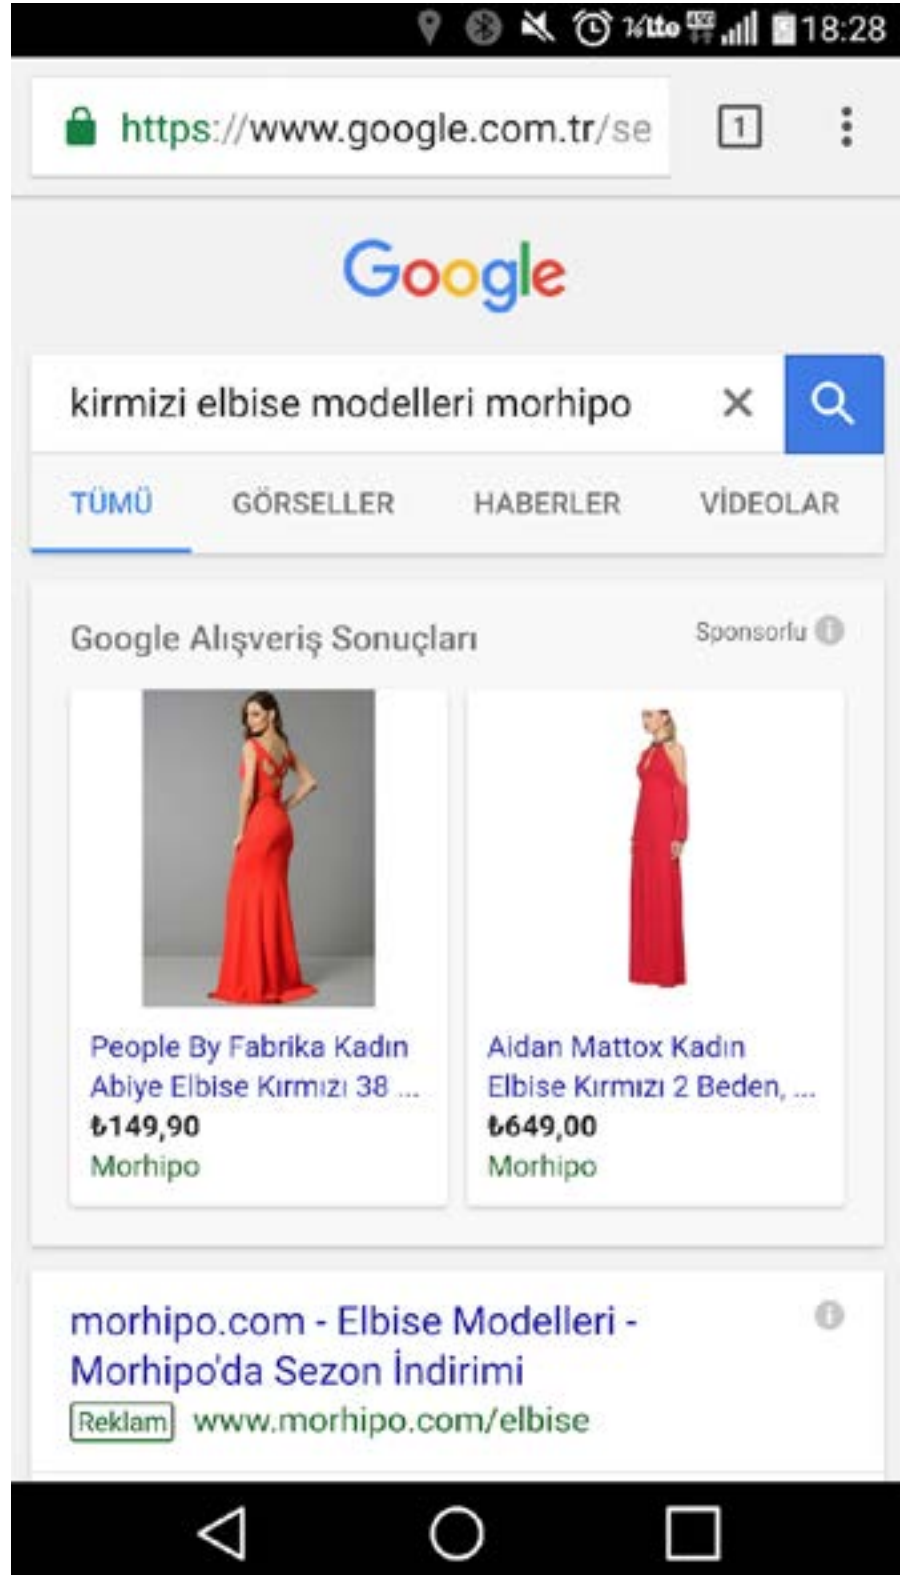 18:28
https://www.google.com.tr/se
1
Google
kirmizi elbise modelleri morhipo
TÜMÜ GÖRSELLER HABERLER VİDEOLAR
Google Alışveriş Sonuçları Sponsorlu
People By Fabrika Kadın
Abiye Elbise Kırmızı 38 ...
₺149,90
Morhipo
Aidan Mattox Kadın
Elbise Kırmızı 2 Beden, ...
₺649,00
Morhipo
morhipo.com - Elbise Modelleri -
Morhipo'da Sezon İndirimi
Reklam www.morhipo.com/elbise